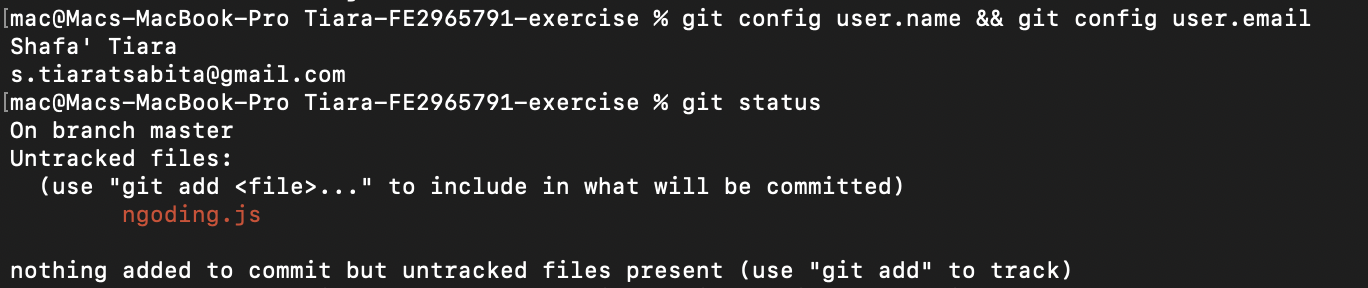 [mac@Macs-MacBook-Pro Tiara-FE2965791-exercise % git config user.name && git config user.email
Shafa' Tiara
s.tiaratsabita@gmail.com
[mac@Macs-MacBook-Pro Tiara-FE2965791-exercise % git status
On branch master
Untracked files:
  (use "git add <file>..." to include in what will be committed)
        ngoding.js

nothing added to commit but untracked files present (use "git add" to track)